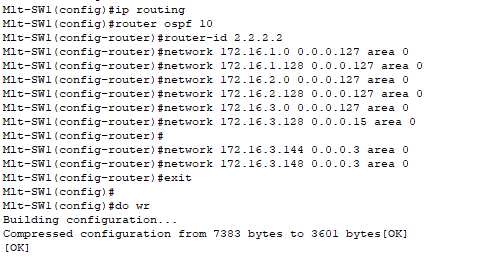 Mlt-SW1(config)#ip routing
Mlt-SW1(config)#router ospf 10
Mlt-SW1(config-router)#router-id 2.2.2.2
Mlt-SW1(config-router)#network 172.16.1.0 0.0.0.127 area 0
Mlt-SW1(config-router)#network 172.16.1.128 0.0.0.127 area 0
Mlt-SW1(config-router)#network 172.16.2.0 0.0.0.127 area 0
Mlt-SW1(config-router)#network 172.16.2.128 0.0.0.127 area 0
Mlt-SW1(config-router)#network 172.16.3.0 0.0.0.127 area 0
Mlt-SW1(config-router)#network 172.16.3.128 0.0.0.15 area 0
Mlt-SW1(config-router)#
Mlt-SW1(config-router)#network 172.16.3.144 0.0.0.3 area 0
Mlt-SW1(config-router)#network 172.16.3.148 0.0.0.3 area 0
Mlt-SW1(config-router)#exit
Mlt-SW1(config)#
Mlt-SW1(config)#do wr
Building configuration...
Compressed configuration from 7383 bytes to 3601 bytes[OK]
[OK]